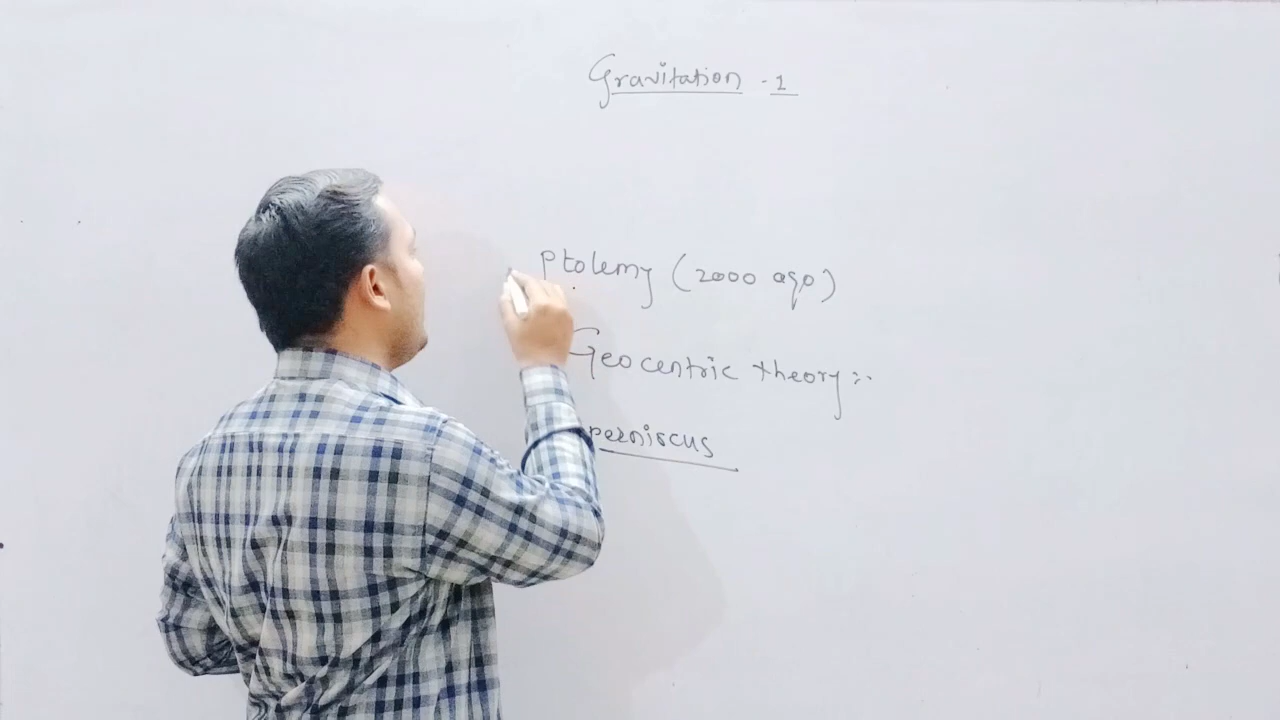 Gravitation - 1
Ptolemy (2000 ago)
Geocentric theory :-
perniscus